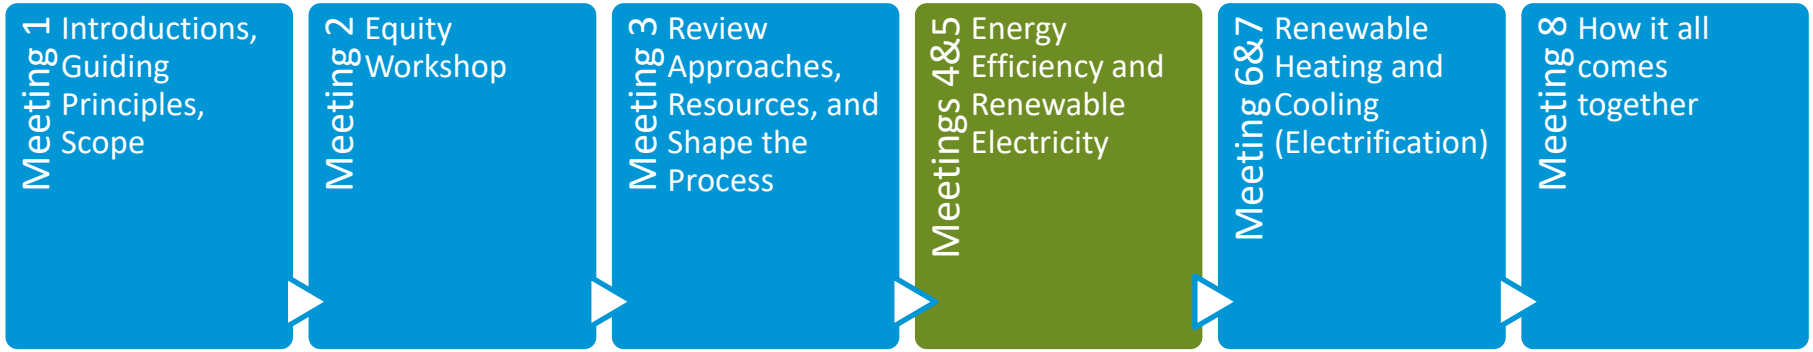 Meeting 1
Introductions,
Guiding
Principles,
Scope
Meeting 2
Equity
Workshop
Meeting 3
Review
Approaches,
Resources, and
Shape the
Process
Meetings 4&5
Energy
Efficiency and
Renewable
Electricity
Meeting 6&7
Renewable
Heating and
Cooling
(Electrification)
Meeting 8
How it all
comes
together